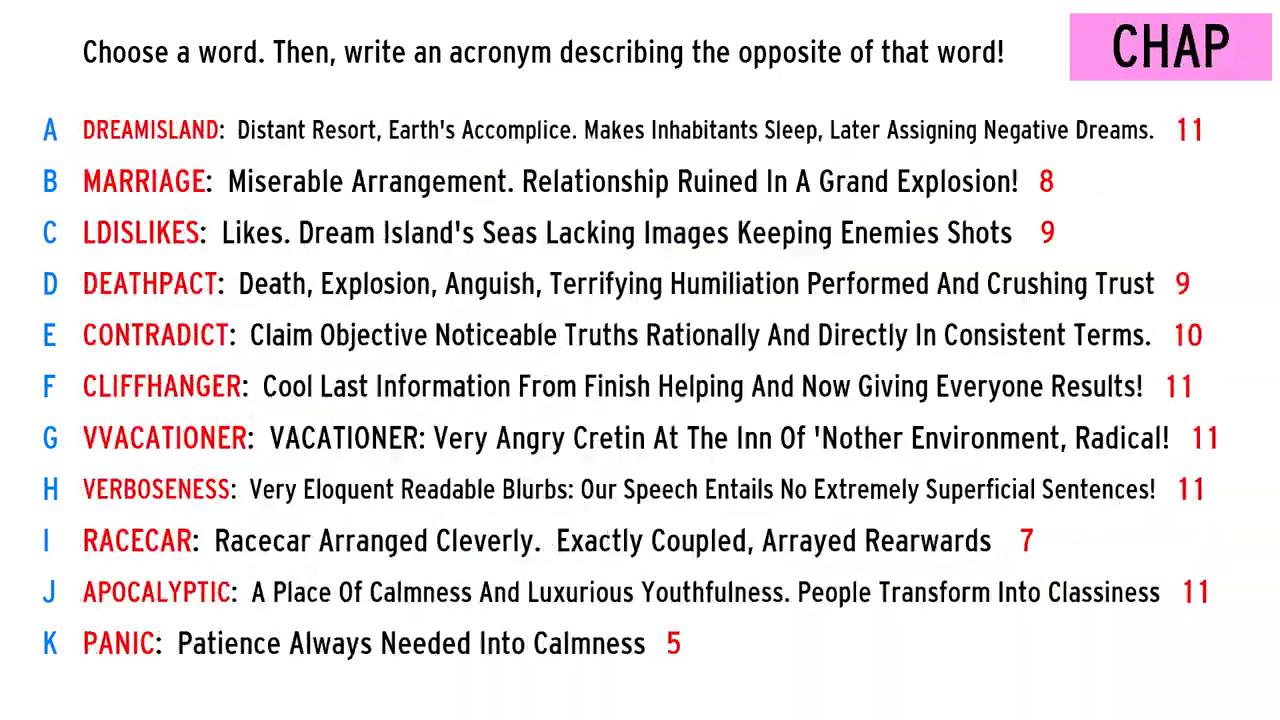 Choose a word. Then, write an acronym describing the opposite of that word! CHAP
A DREAMISLAND: Distant Resort, Earth's Accomplice. Makes Inhabitants Sleep, Later Assigning Negative Dreams. 11
B MARRIAGE: Miserable Arrangement. Relationship Ruined In A Grand Explosion! 8
C LDISLIKES: Likes. Dream Island's Seas Lacking Images Keeping Enemies Shots 9
D DEATHPACT: Death, Explosion, Anguish, Terrifying Humiliation Performed And Crushing Trust 9
E CONTRADICT: Claim Objective Noticeable Truths Rationally And Directly In Consistent Terms. 10
F CLIFFHANGER: Cool Last Information From Finish Helping And Now Giving Everyone Results! 11
G VVACATIONER: VACATIONER: Very Angry Cretin At The Inn Of 'Nother Environment, Radical! 11
H VERBOSENESS: Very Eloquent Readable Blurbs: Our Speech Entails No Extremely Superficial Sentences! 11
I RACECAR: Racecar Arranged Cleverly. Exactly Coupled, Arrayed Rearwards 7
J APOCALYPTIC: A Place Of Calmness And Luxurious Youthfulness. People Transform Into Classiness 11
K PANIC: Patience Always Needed Into Calmness 5